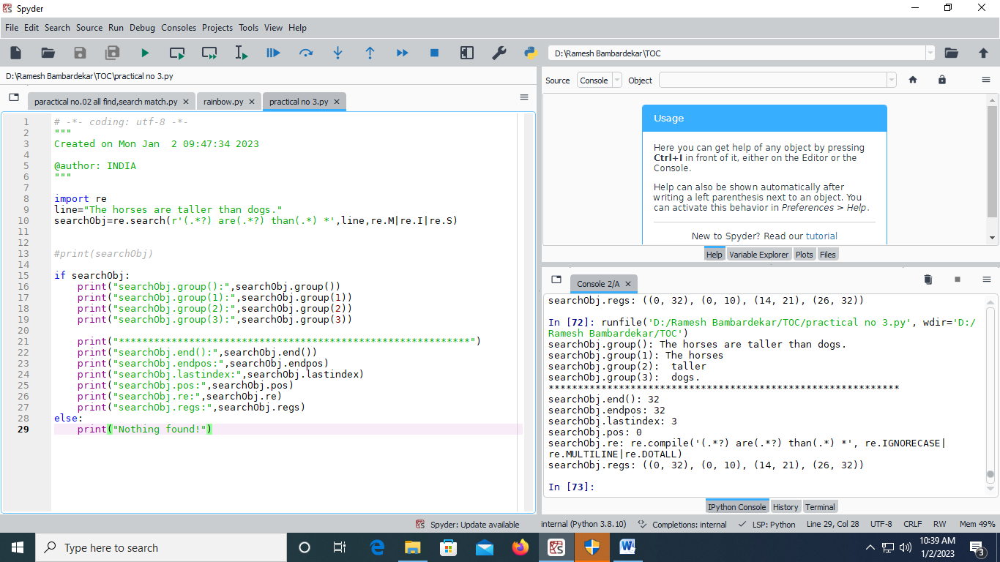 Spyder
File Edit Search Source Run Debug Consoles Projects Tools View Help
D:\Ramesh Bambardekar\TOC
D:\Ramesh Bambardekar\TOC\practical no 3.py
paractical no.02 all find,search match.py
rainbow.py
practical no 3.py
1 # -*- coding: utf-8 -*-
2 """
3 Created on Mon Jan  2 09:47:34 2023
4
5 @author: INDIA
6 """
7
8 import re
9 line="The horses are taller than dogs."
10 searchObj=re.search(r'(.*?) are(.*?) than(.*) *',line,re.M|re.I|re.S)
11
12
13 #print(searchObj)
14
15 if searchObj:
16     print("searchObj.group():",searchObj.group())
17     print("searchObj.group(1):",searchObj.group(1))
18     print("searchObj.group(2):",searchObj.group(2))
19     print("searchObj.group(3):",searchObj.group(3))
20
21     print("************************************************************")
22     print("searchObj.end():",searchObj.end())
23     print("searchObj.endpos:",searchObj.endpos)
24     print("searchObj.lastindex:",searchObj.lastindex)
25     print("searchObj.pos:",searchObj.pos)
26     print("searchObj.re:",searchObj.re)
27     print("searchObj.regs:",searchObj.regs)
28 else:
29     print("Nothing found!")
Source Console Object
Usage
Here you can get help of any object by pressing
Ctrl+I in front of it, either on the Editor or the
Console.
Help can also be shown automatically after
writing a left parenthesis next to an object. You
can activate this behavior in Preferences > Help.
New to Spyder? Read our tutorial
Help Variable Explorer Plots Files
Console 2/A
searchObj.regs: ((0, 32), (0, 10), (14, 21), (26, 32))
In [72]: runfile('D:/Ramesh Bambardekar/TOC/practical no 3.py', wdir='D:/
Ramesh Bambardekar/TOC')
searchObj.group(): The horses are taller than dogs.
searchObj.group(1): The horses
searchObj.group(2):  taller
searchObj.group(3):  dogs.
************************************************************
searchObj.end(): 32
searchObj.endpos: 32
searchObj.lastindex: 3
searchObj.pos: 0
searchObj.re: re.compile('(.*?) are(.*?) than(.*) *', re.IGNORECASE|
re.MULTILINE|re.DOTALL)
searchObj.regs: ((0, 32), (0, 10), (14, 21), (26, 32))
In [73]:
IPython Console History Terminal
Spyder: Update available internal (Python 3.8.10) Completions: internal LSP: Python Line 29, Col 28 UTF-8 CRLF RW Mem 49%
Type here to search
10:39 AM
1/2/2023
3